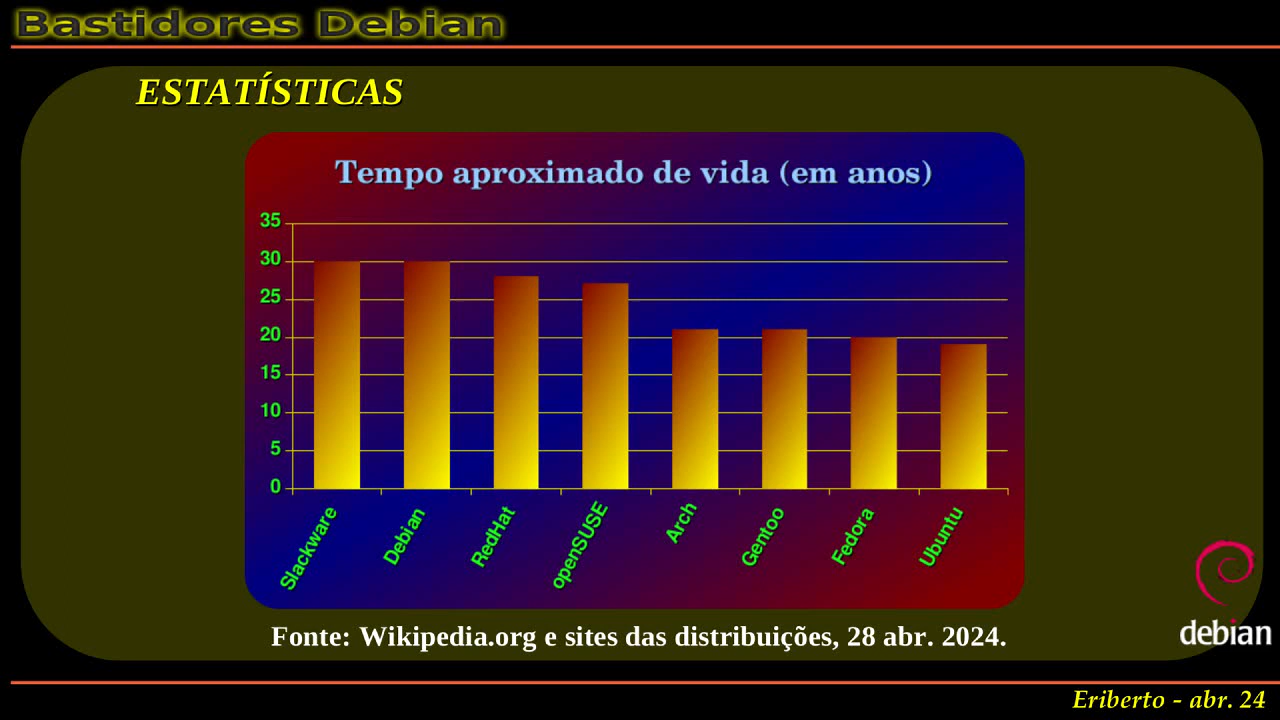 Bastidores Debian
ESTATÍSTICAS
Tempo aproximado de vida (em anos)
35
30
25
20
15
10
5
0
Slackware
Debian
RedHat
openSUSE
Arch
Gentoo
Fedora
Ubuntu
Fonte: Wikipedia.org e sites das distribuições, 28 abr. 2024.
debian
Eriberto - abr. 24